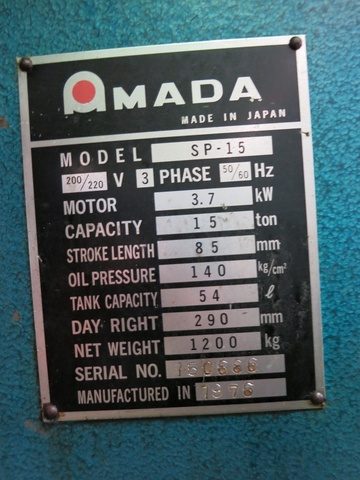 AMADA
MADE IN JAPAN
MODEL SP-15
200/220 V 3 PHASE 50/60 Hz
MOTOR 3.7 kW
CAPACITY 15 ton
STROKE LENGTH 85 mm
OIL PRESSURE 140 kg/cm²
TANK CAPACITY 54 ℓ
DAY RIGHT 290 mm
NET WEIGHT 1200 kg
SERIAL NO.
MANUFACTURED IN 1978